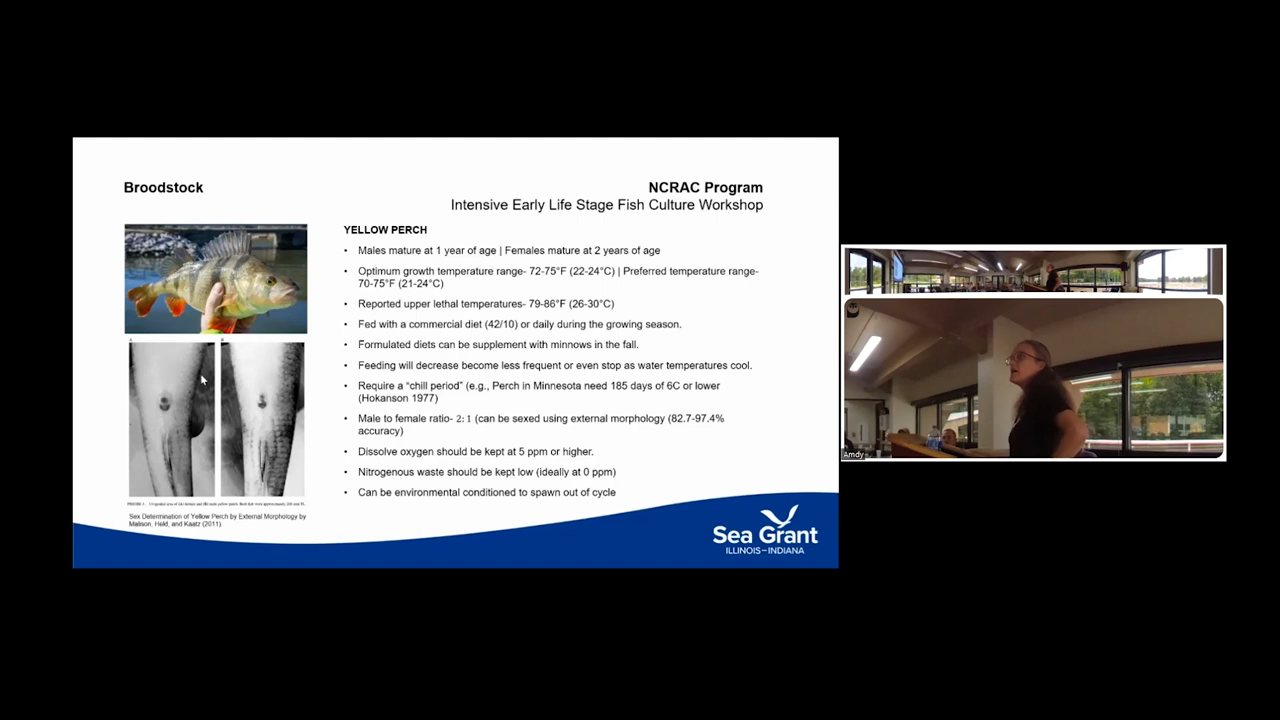 Broodstock
NCRAC Program
Intensive Early Life Stage Fish Culture Workshop
YELLOW PERCH
• Males mature at 1 year of age | Females mature at 2 years of age
• Optimum growth temperature range- 72-75°F (22-24°C) | Preferred temperature range-
70-75°F (21-24°C)
• Reported upper lethal temperatures- 79-86°F (26-30°C)
• Fed with a commercial diet (42/10) or daily during the growing season.
• Formulated diets can be supplement with minnows in the fall.
• Feeding will decrease become less frequent or even stop as water temperatures cool.
• Require a “chill period” (e.g., Perch in Minnesota need 185 days of 6C or lower
(Hokanson 1977)
• Male to female ratio- 2:1 (can be sexed using external morphology (82.7-97.4%
accuracy)
• Dissolve oxygen should be kept at 5 ppm or higher.
• Nitrogenous waste should be kept low (ideally at 0 ppm)
• Can be environmental conditioned to spawn out of cycle
Sex Determination of Yellow Perch by External Morphology by
Malison, Held, and Kaatz (2011)
Sea Grant
ILLINOIS–INDIANA
Amdy